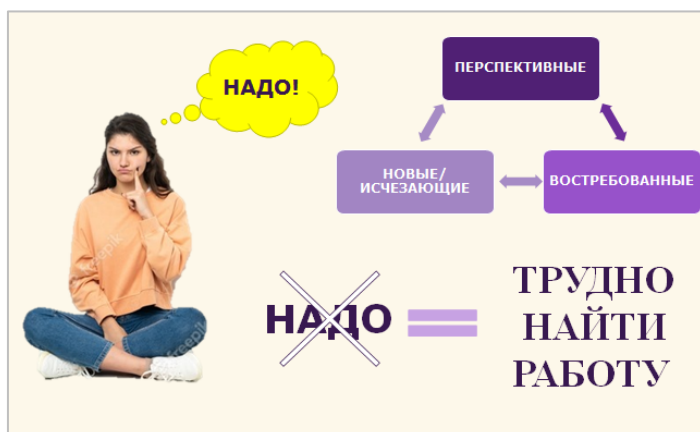 НАДО!
ПЕРСПЕКТИВНЫЕ
НОВЫЕ/
ИСЧЕЗАЮЩИЕ
ВОСТРЕБОВАННЫЕ
НАДО
=
ТРУДНО
НАЙТИ
РАБОТУ